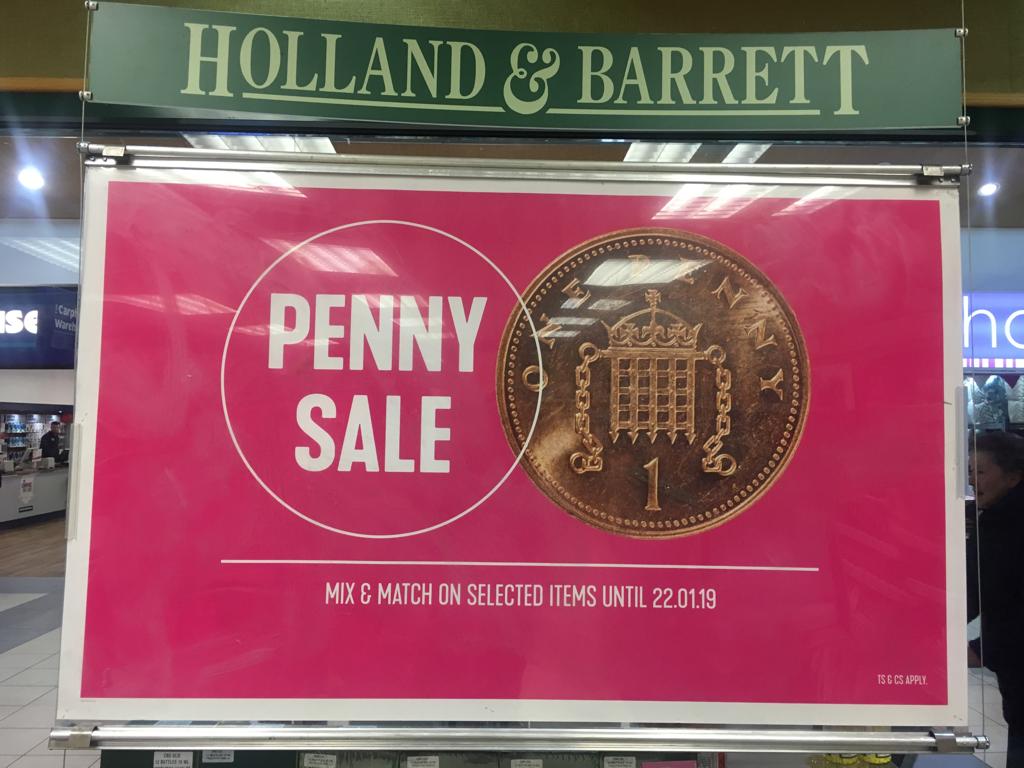 HOLLAND & BARRETT
PENNY
SALE
ONE PENNY
1
MIX & MATCH ON SELECTED ITEMS UNTIL 22.01.19
TS & CS APPLY.